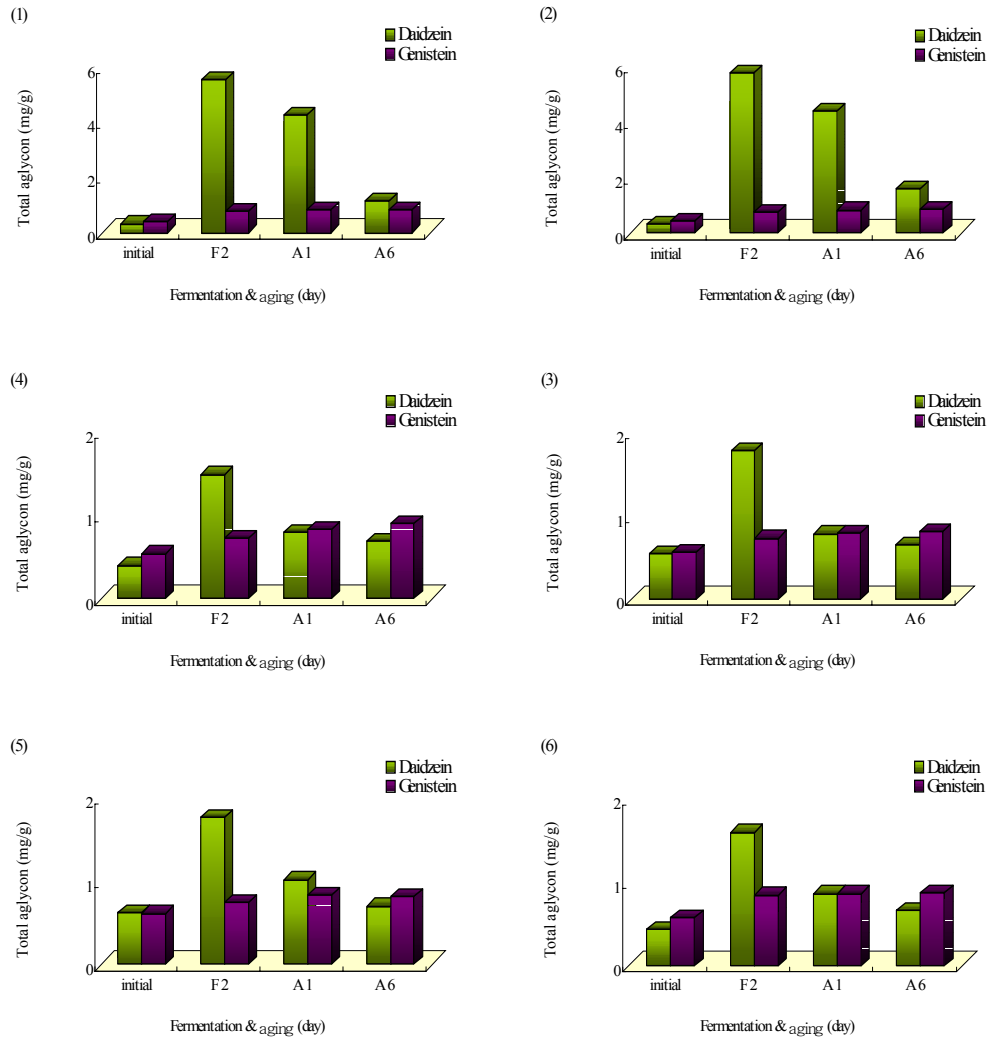 (1)
Daidzein
Genistein
Total aglycon (mg/g)
6
4
2
0
initial F2 A1 A6
Fermentation & aging (day)
(2)
Daidzein
Genistein
Total aglycon (mg/g)
6
4
2
0
initial F2 A1 A6
Fermentation & aging (day)
(4)
Daidzein
Genistein
Total aglycon (mg/g)
2
1
0
initial F2 A1 A6
Fermentation & aging (day)
(3)
Daidzein
Genistein
Total aglycon (mg/g)
2
1
0
initial F2 A1 A6
Fermentation & aging (day)
(5)
Daidzein
Genistein
Total aglycon (mg/g)
2
1
0
initial F2 A1 A6
Fermentation & aging (day)
(6)
Daidzein
Genistein
Total aglycon (mg/g)
2
1
0
initial F2 A1 A6
Fermentation & aging (day)